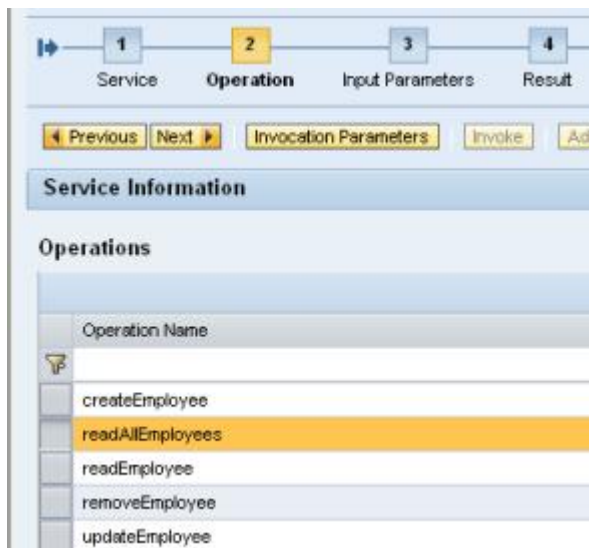 1 2 3 4
Service Operation Input Parameters Result
Previous Next Invocation Parameters Invoke Ad
Service Information
Operations
Operation Name
createEmployee
readAllEmployees
readEmployee
removeEmployee
updateEmployee